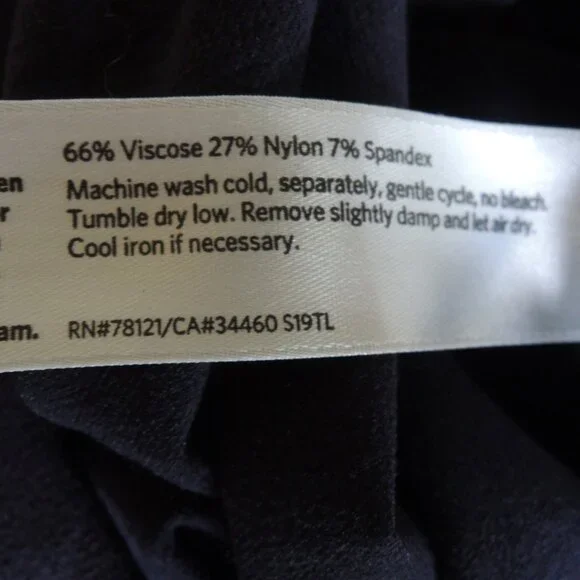 66% Viscose 27% Nylon 7% Spandex
en
Machine wash cold, separately, gentle cycle, no bleach.
r
Tumble dry low. Remove slightly damp and let air dry.
Cool iron if necessary.
am.
RN#78121/CA#34460 S19TL